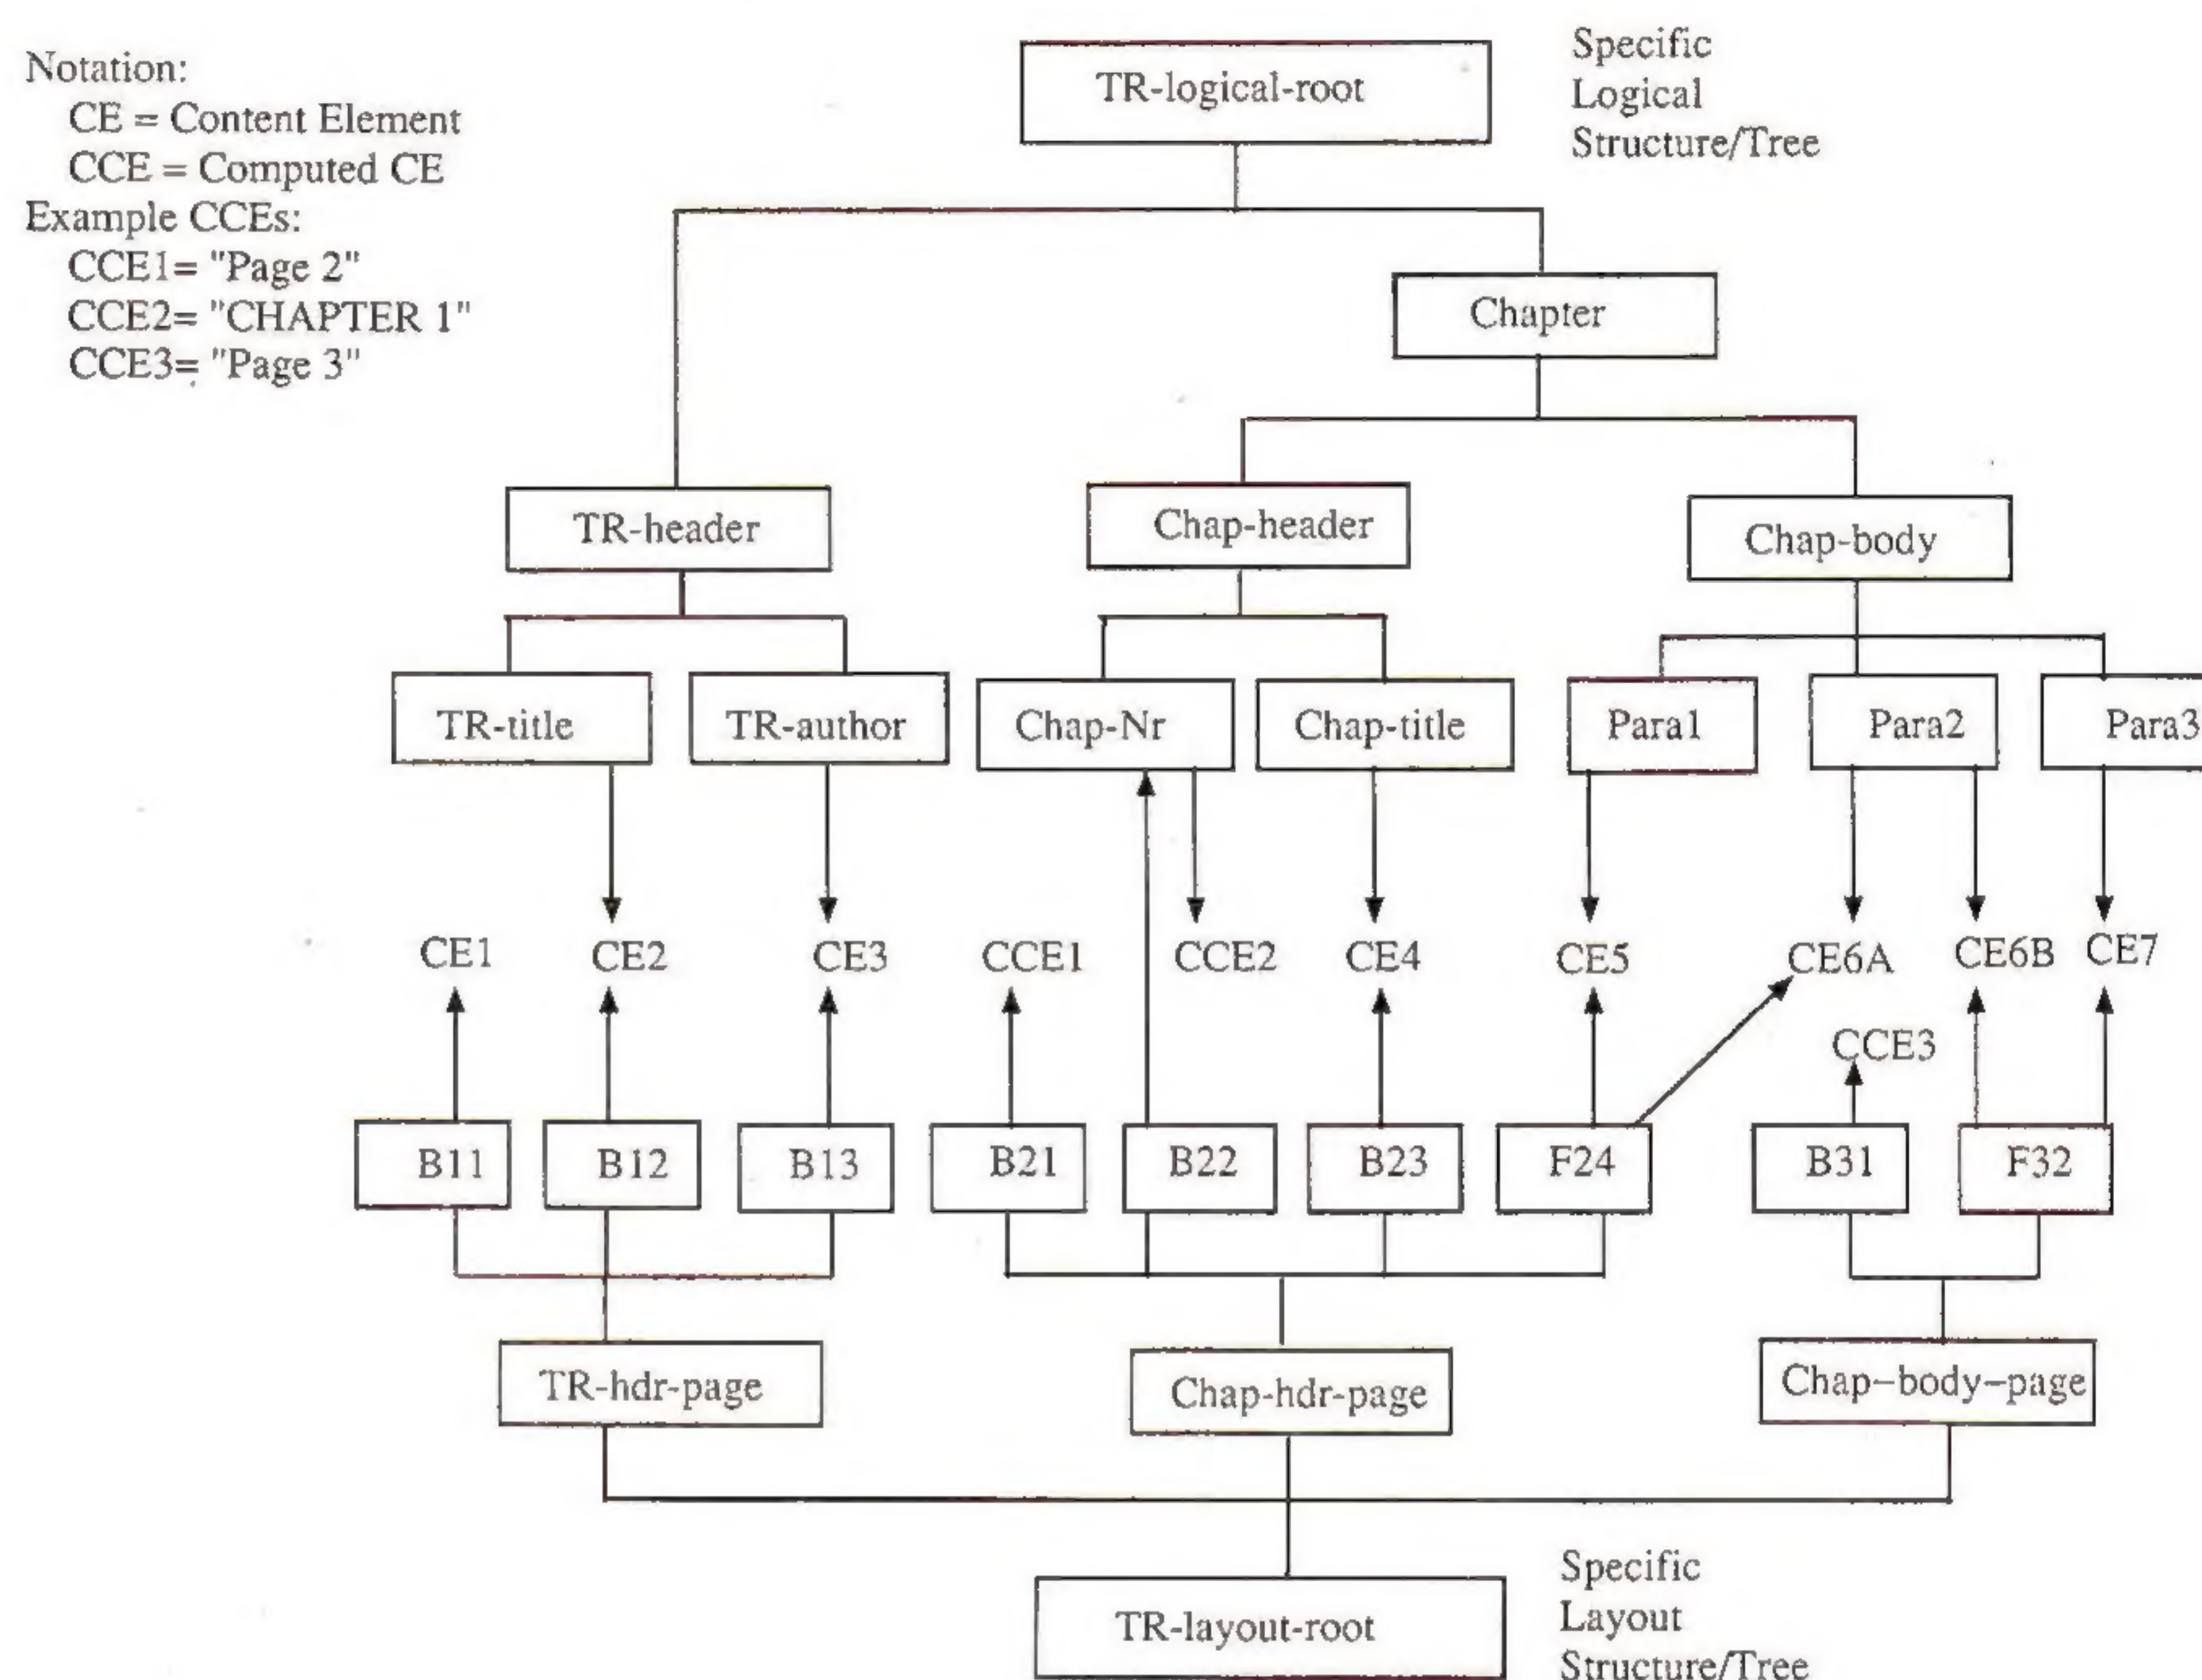 Notation:
CE = Content Element
CCE = Computed CE
Example CCEs:
CCE1= "Page 2"
CCE2= "CHAPTER 1"
CCE3= "Page 3"
TR-logical-root
Specific
Logical
Structure/Tree
Chapter
TR-header
Chap-header
Chap-body
TR-title
TR-author
Chap-Nr
Chap-title
Para1
Para2
Para3
CE1
CE2
CE3
CCE1
CCE2
CE4
CE5
CE6A
CE6B
CE7
CCE3
B11
B12
B13
B21
B22
B23
F24
B31
F32
TR-hdr-page
Chap-hdr-page
Chap-body-page
TR-layout-root
Specific
Layout
Structure/Tree